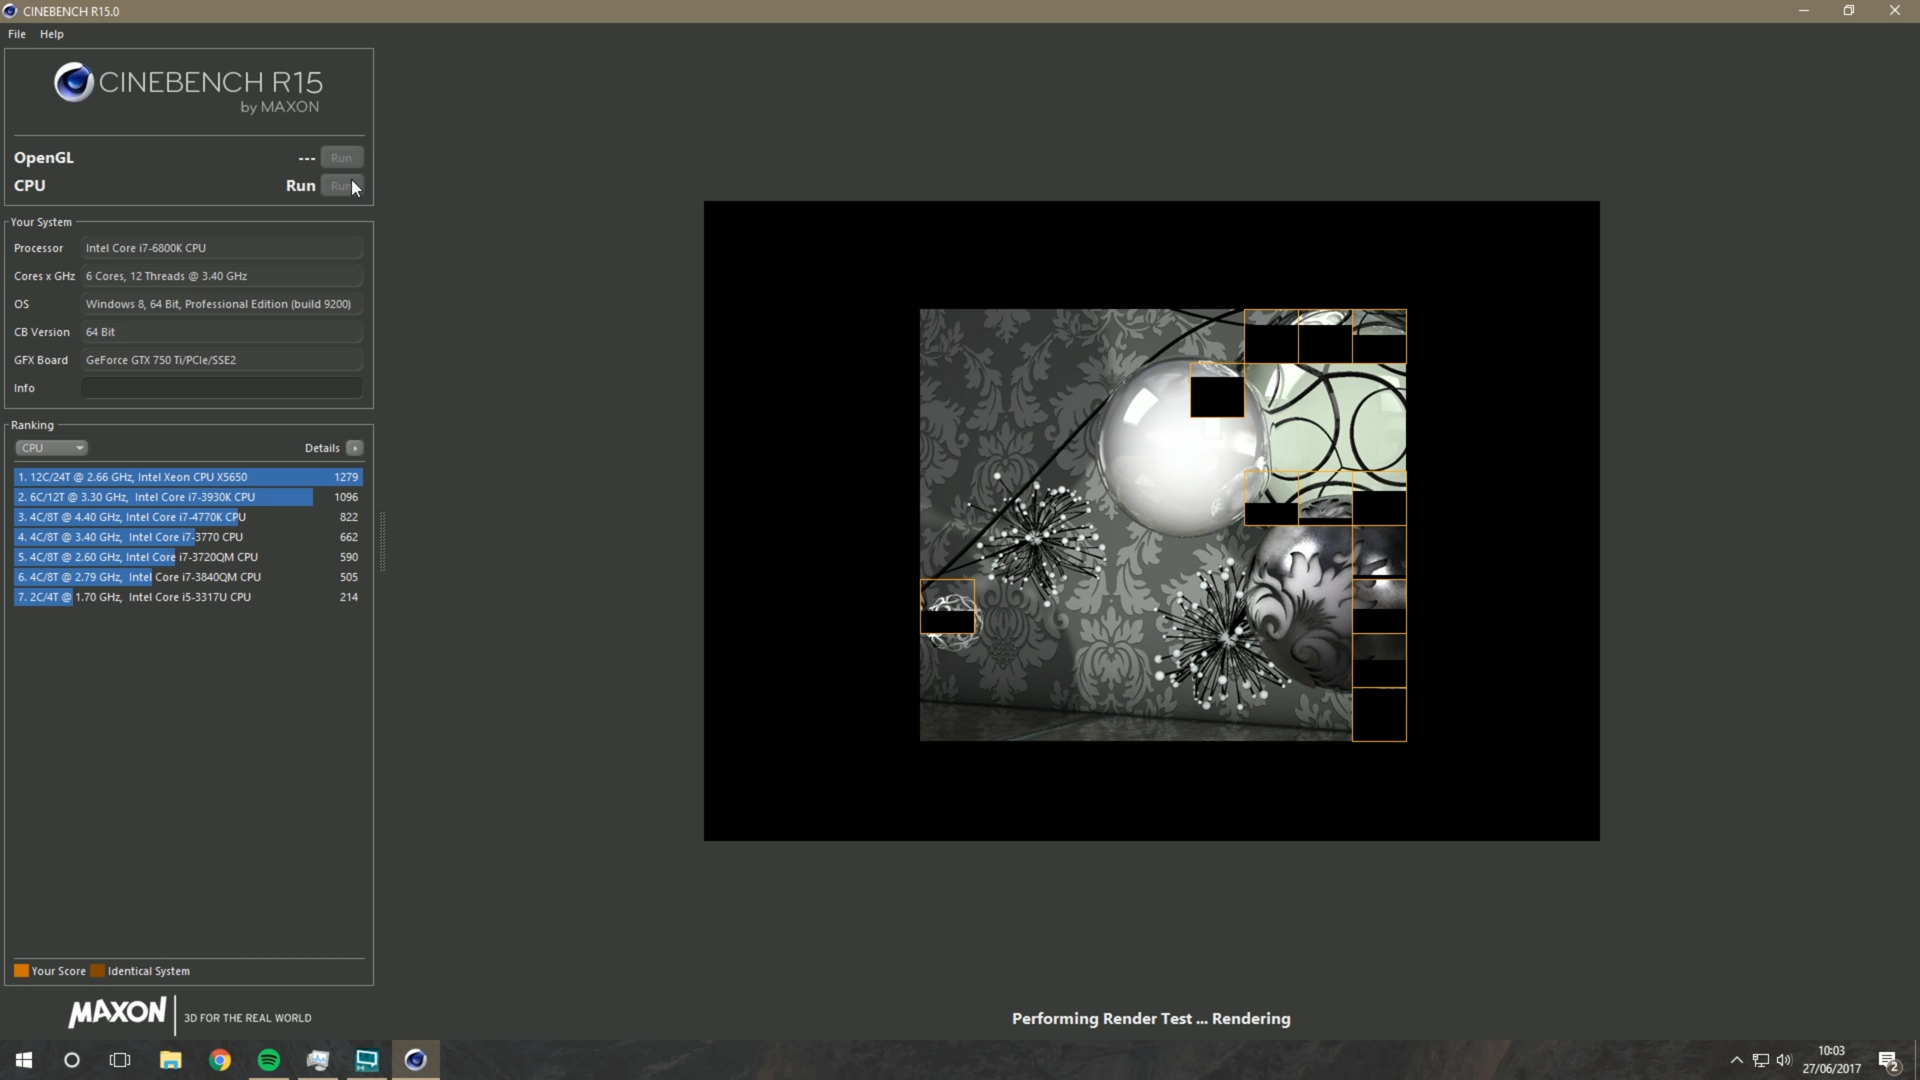 CINEBENCH R15.0
File Help
CINEBENCH R15
by MAXON
OpenGL --- Run
CPU Run Run
Your System
Processor Intel Core i7-6800K CPU
Cores x GHz 6 Cores, 12 Threads @ 3.40 GHz
OS Windows 8, 64 Bit, Professional Edition (build 9200)
CB Version 64 Bit
GFX Board GeForce GTX 750 Ti/PCIe/SSE2
Info
Ranking
CPU Details
1. 12C/24T @ 2.66 GHz, Intel Xeon CPU X5650 1279
2. 6C/12T @ 3.30 GHz, Intel Core i7-3930K CPU 1096
3. 4C/8T @ 4.40 GHz, Intel Core i7-4770K CPU 822
4. 4C/8T @ 3.40 GHz, Intel Core i7-3770 CPU 662
5. 4C/8T @ 2.60 GHz, Intel Core i7-3720QM CPU 590
6. 4C/8T @ 2.79 GHz, Intel Core i7-3840QM CPU 505
7. 2C/4T @ 1.70 GHz, Intel Core i5-3317U CPU 214
Your Score Identical System
MAXON 3D FOR THE REAL WORLD
Performing Render Test ... Rendering
10:03
27/06/2017
2